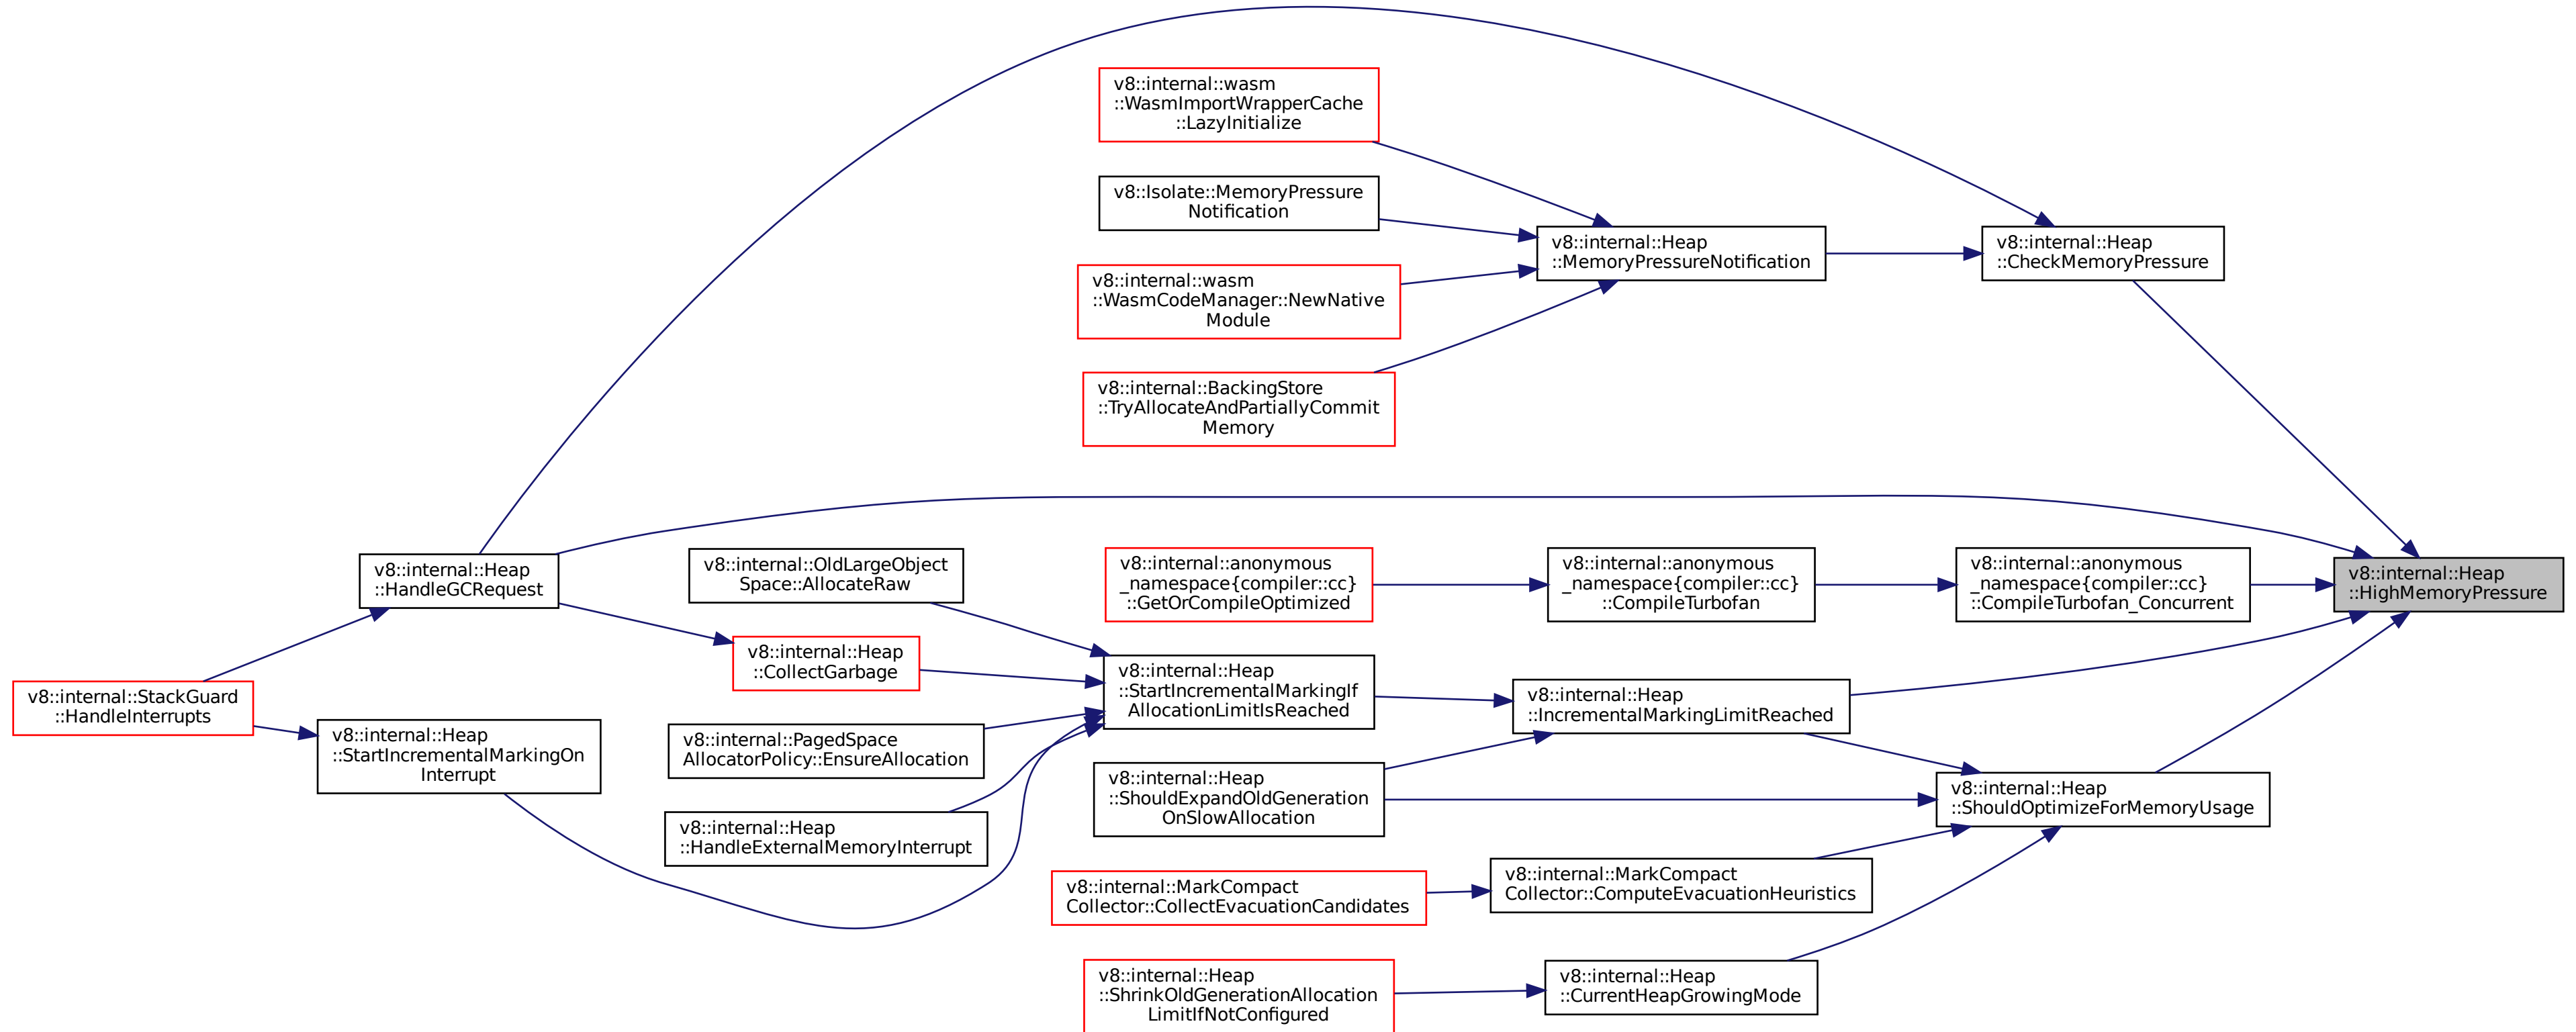 v8::internal::wasm
::WasmImportWrapperCache
::LazyInitialize
v8::Isolate::MemoryPressure
Notification
v8::internal::Heap
::MemoryPressureNotification
v8::internal::Heap
::CheckMemoryPressure
v8::internal::wasm
::WasmCodeManager::NewNative
Module
v8::internal::BackingStore
::TryAllocateAndPartiallyCommit
Memory
v8::internal::Heap
::HandleGCRequest
v8::internal::OldLargeObject
Space::AllocateRaw
v8::internal::anonymous
_namespace{compiler::cc}
::GetOrCompileOptimized
v8::internal::anonymous
_namespace{compiler::cc}
::CompileTurbofan
v8::internal::anonymous
_namespace{compiler::cc}
::CompileTurbofan_Concurrent
v8::internal::Heap
::HighMemoryPressure
v8::internal::Heap
::CollectGarbage
v8::internal::Heap
::StartIncrementalMarkingIf
AllocationLimitIsReached
v8::internal::Heap
::IncrementalMarkingLimitReached
v8::internal::StackGuard
::HandleInterrupts
v8::internal::Heap
::StartIncrementalMarkingOn
Interrupt
v8::internal::PagedSpace
AllocatorPolicy::EnsureAllocation
v8::internal::Heap
::ShouldExpandOldGeneration
OnSlowAllocation
v8::internal::Heap
::ShouldOptimizeForMemoryUsage
v8::internal::Heap
::HandleExternalMemoryInterrupt
v8::internal::MarkCompact
Collector::CollectEvacuationCandidates
v8::internal::MarkCompact
Collector::ComputeEvacuationHeuristics
v8::internal::Heap
::ShrinkOldGenerationAllocation
LimitIfNotConfigured
v8::internal::Heap
::CurrentHeapGrowingMode